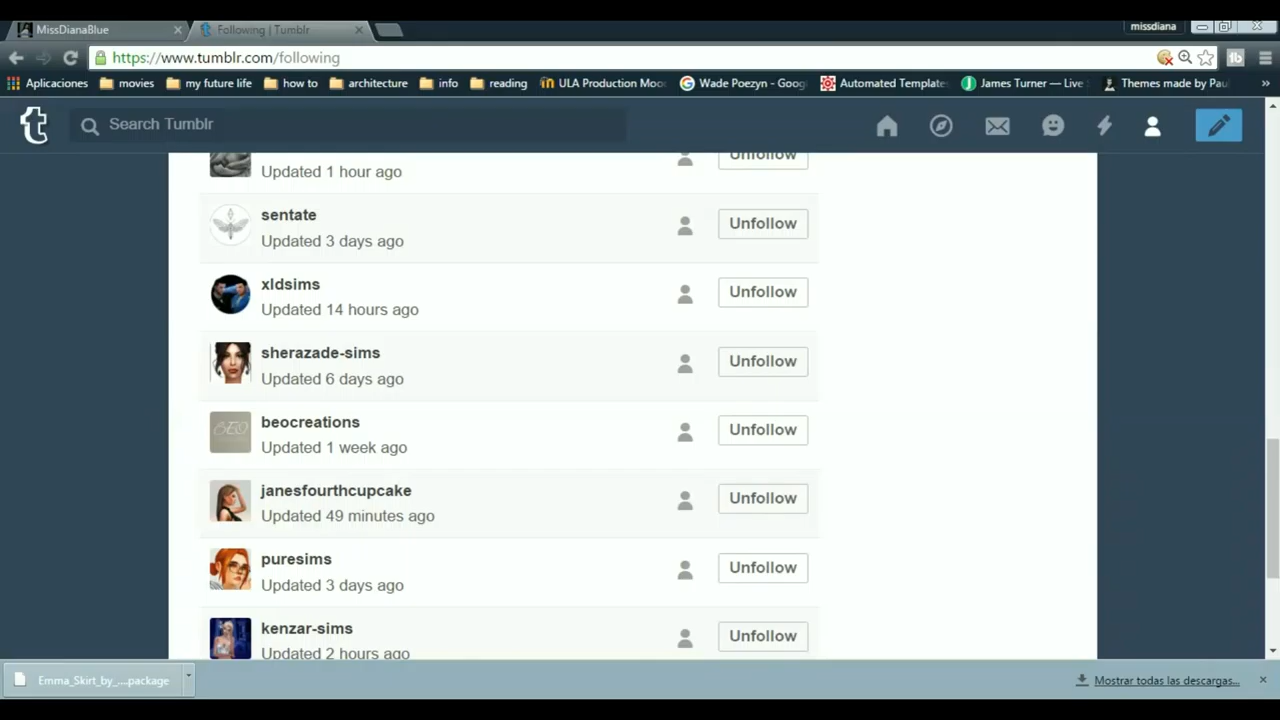 MissDianaBlue
Following | Tumblr
missdiana
https://www.tumblr.com/following
Aplicaciones
movies
my future life
how to
architecture
info
reading
ULA Production Moo
Wade Poezyn - Goog
Automated Template
James Turner — Live
Themes made by Pau
»
Search Tumblr
Updated 1 hour ago
Unfollow
sentate
Updated 3 days ago
Unfollow
xldsims
Updated 14 hours ago
Unfollow
sherazade-sims
Updated 6 days ago
Unfollow
BEO
beocreations
Updated 1 week ago
Unfollow
janesfourthcupcake
Updated 49 minutes ago
Unfollow
puresims
Updated 3 days ago
Unfollow
kenzar-sims
Updated 2 hours ago
Unfollow
Emma_Skirt_by_....package
Mostrar todas las descargas...